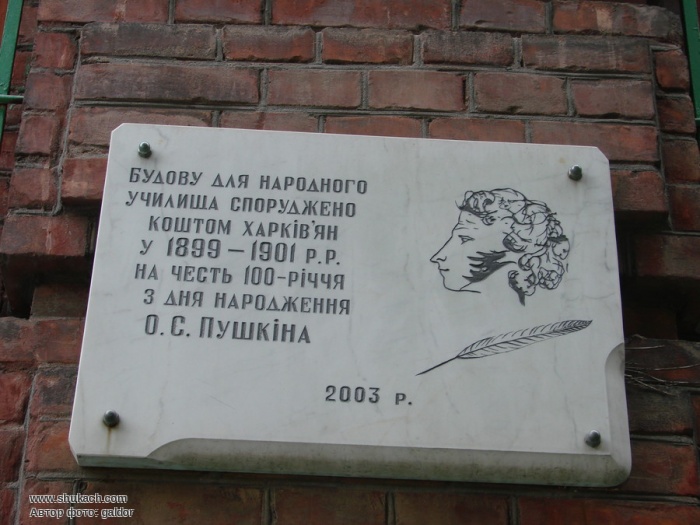 БУДОВУ ДЛЯ НАРОДНОГО
УЧИЛИЩА СПОРУДЖЕНО
КОШТОМ ХАРКІВ'ЯН
У 1899 – 1901 Р.Р.
НА ЧЕСТЬ 100-РІЧЧЯ
З ДНЯ НАРОДЖЕННЯ
О.С. ПУШКІНА
2003 р.
www.shukach.com
Автор фото: galdor